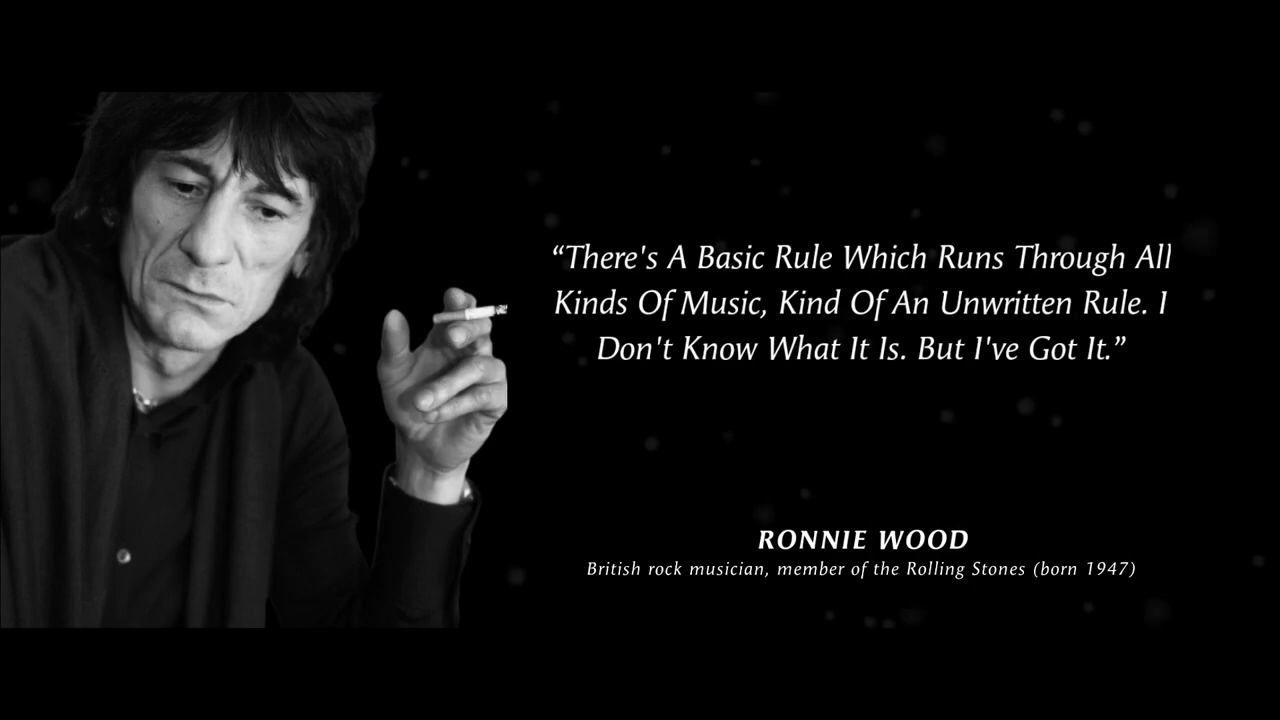 “There's A Basic Rule Which Runs Through All
Kinds Of Music, Kind Of An Unwritten Rule. I
Don't Know What It Is. But I've Got It.”
RONNIE WOOD
British rock musician, member of the Rolling Stones (born 1947)